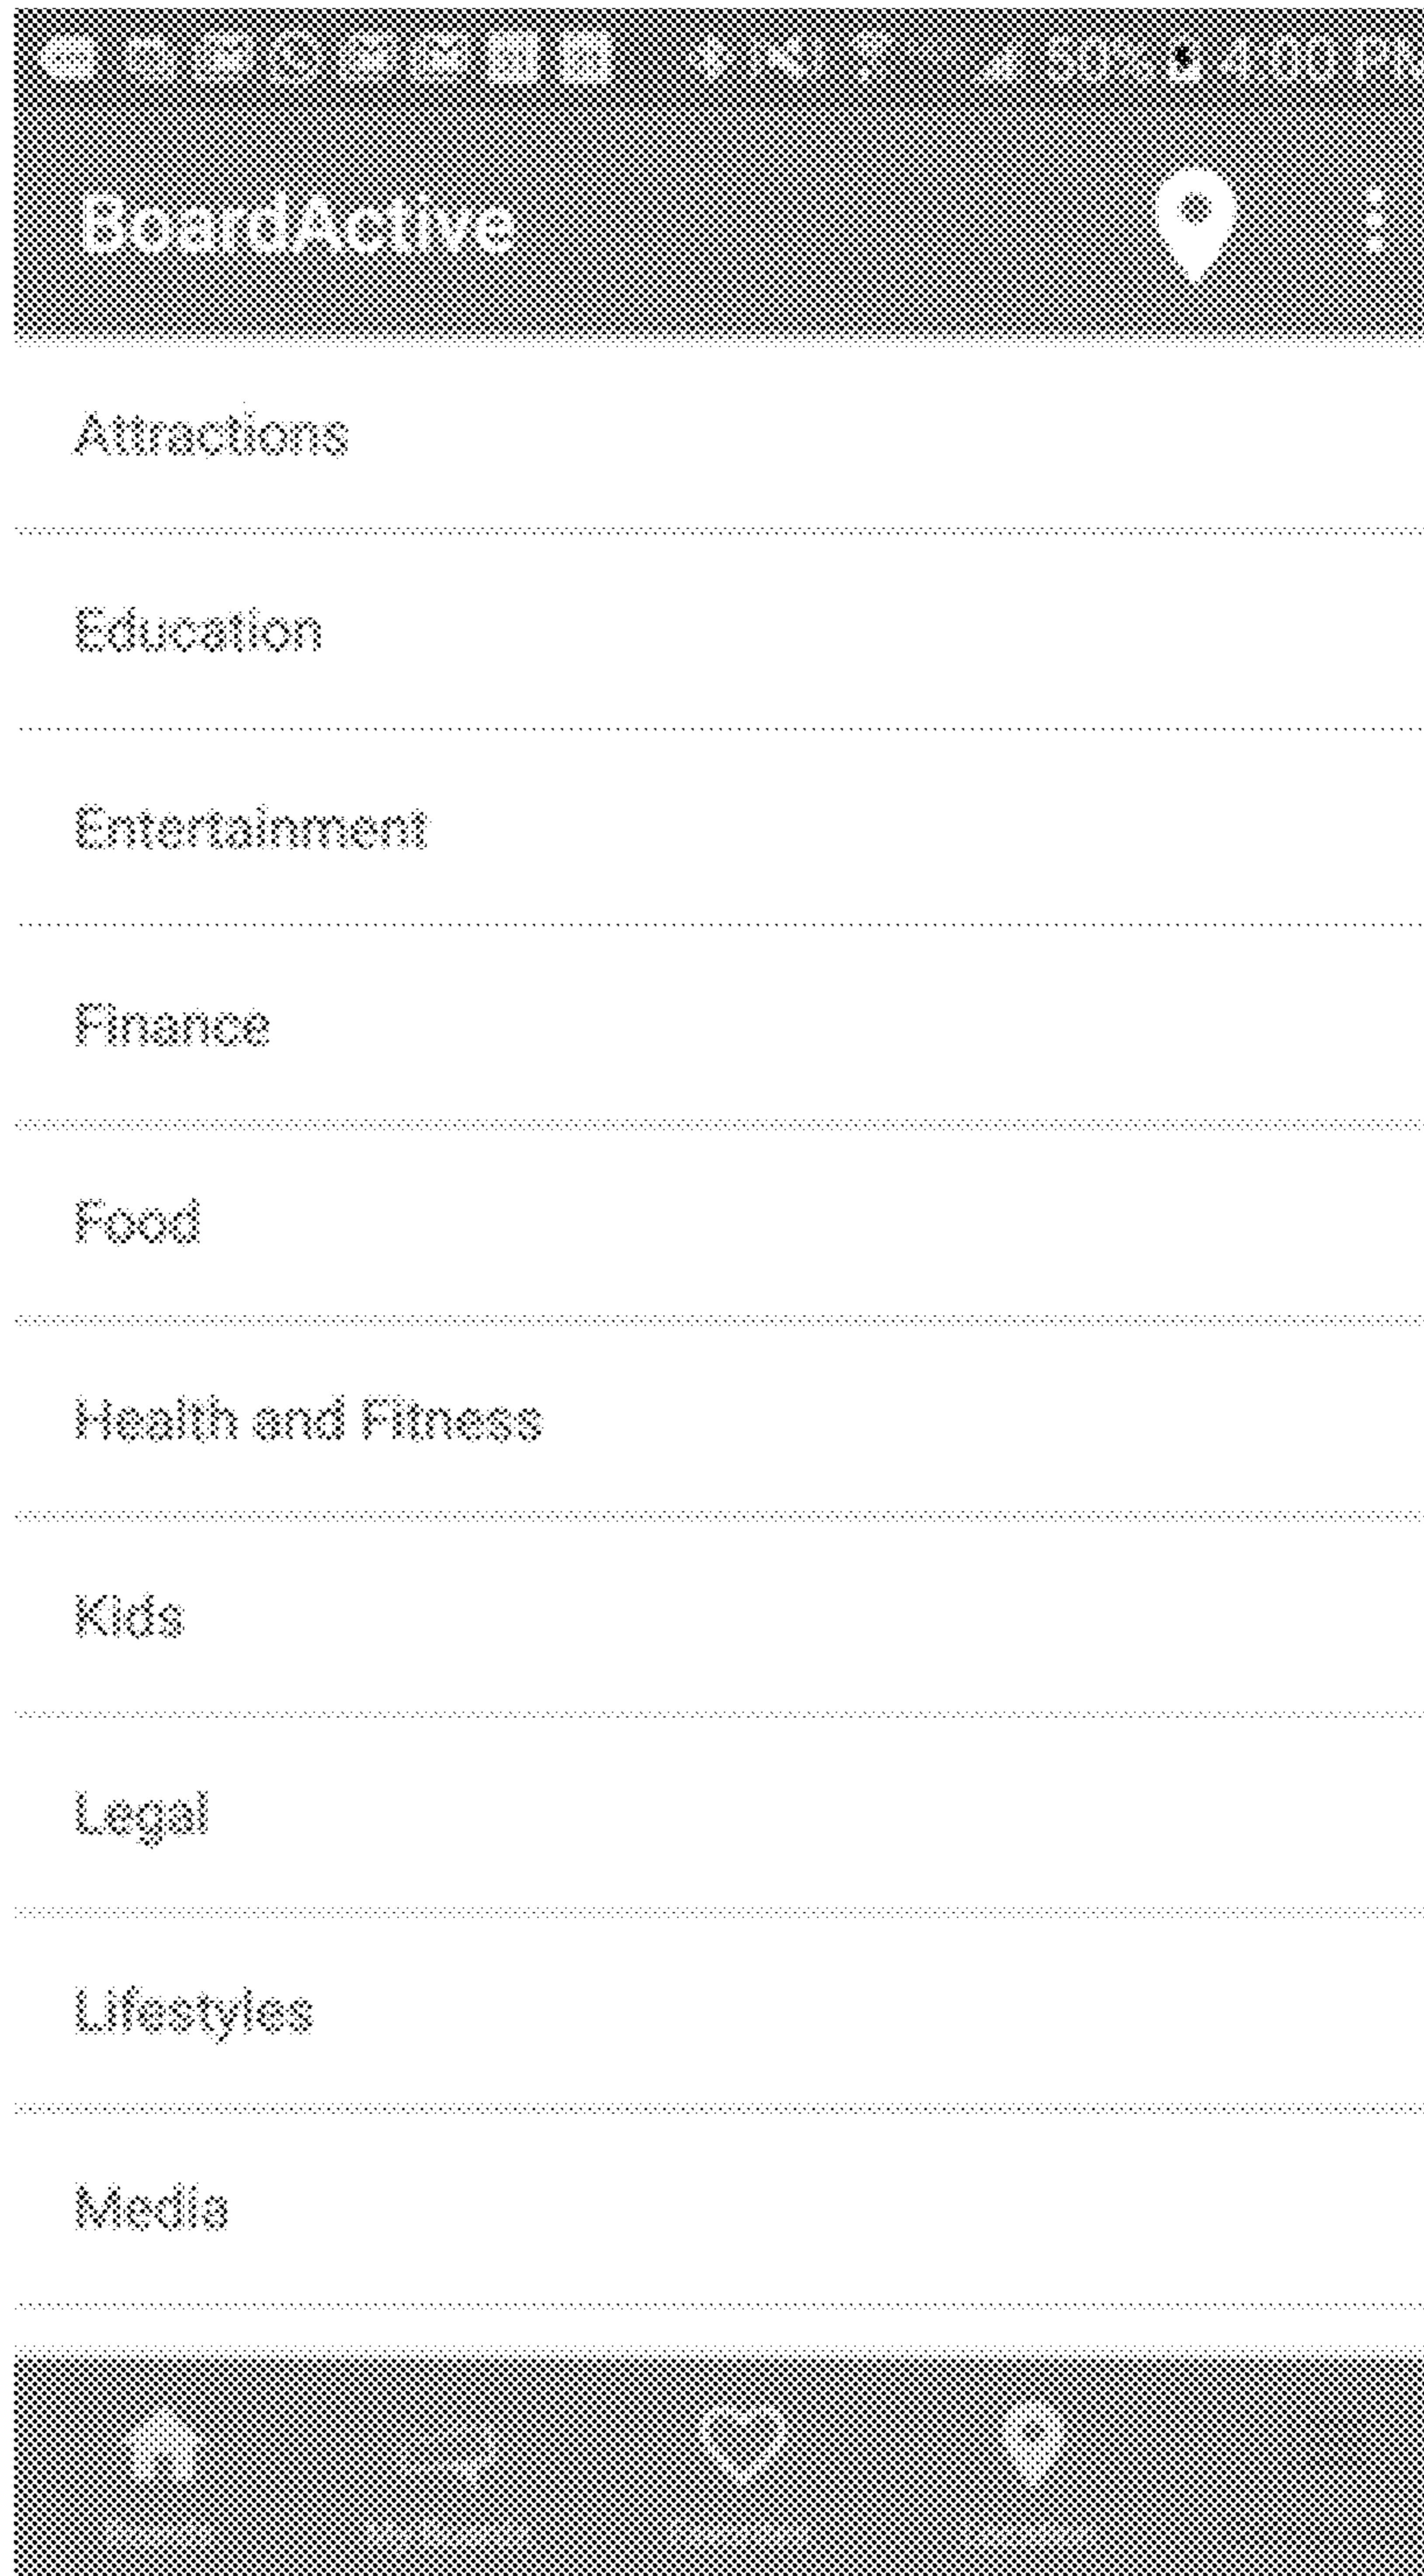 BoardActive
Attractions
Education
Entertainment
Finance
Food
Health and Fitness
Kids
Legal
Lifestyles
Media